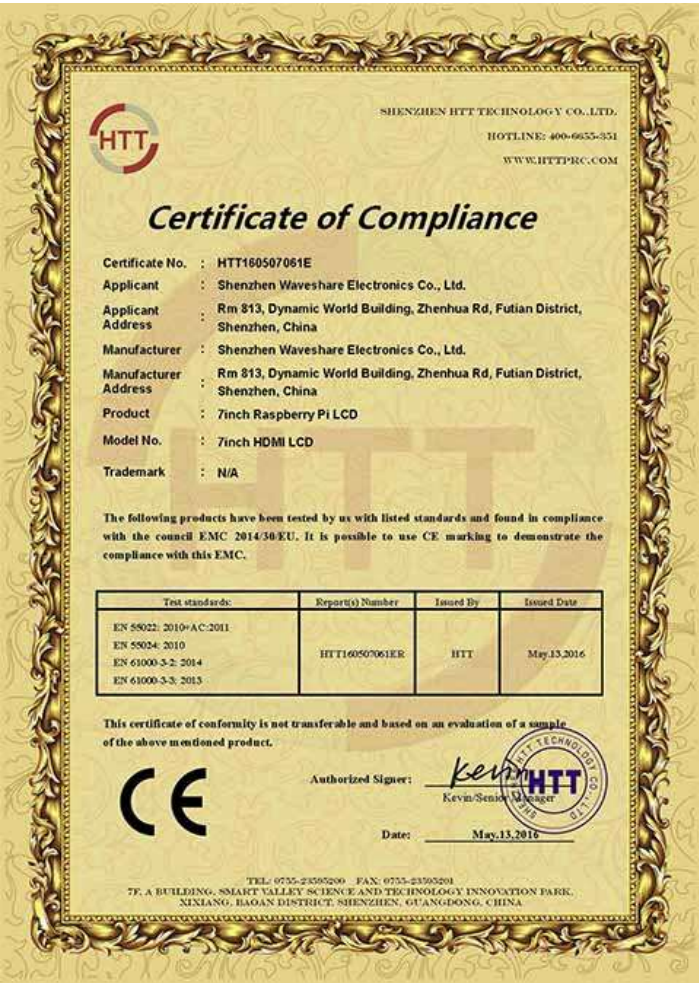 HTT
SHENZHEN HTT TECHNOLOGY CO.,LTD.
HOTLINE: 400-6655-351
WWW.HTTPRC.COM
Certificate of Compliance
Certificate No. : HTT160507061E
Applicant : Shenzhen Waveshare Electronics Co., Ltd.
Applicant Address : Rm 813, Dynamic World Building, Zhenhua Rd, Futian District,
Shenzhen, China
Manufacturer : Shenzhen Waveshare Electronics Co., Ltd.
Manufacturer Address : Rm 813, Dynamic World Building, Zhenhua Rd, Futian District,
Shenzhen, China
Product : 7inch Raspberry Pi LCD
Model No. : 7inch HDMI LCD
Trademark : N/A
The following products have been tested by us with listed standards and found in compliance
with the council EMC 2014/30/EU. It is possible to use CE marking to demonstrate the
compliance with this EMC.
Test standards: Report(s) Number Issued By Issued Date
EN 55022: 2010+AC:2011
EN 55024: 2010
EN 61000-3-2: 2014
EN 61000-3-3: 2013
HTT160507061ER HTT May.13,2016
This certificate of conformity is not transferable and based on an evaluation of a sample
of the above mentioned product.
CE
Authorized Signer: Kevin
Kevin/Senior Manager
SHENZHEN HTT TECHNOLOGY CO.,LTD
HTT
Date: May.13,2016
TEL: 0755-23595200 FAX: 0755-23595201
7F, A BUILDING, SMART VALLEY SCIENCE AND TECHNOLOGY INNOVATION PARK,
XIXIANG, BAOAN DISTRICT, SHENZHEN, GUANGDONG, CHINA
HTT